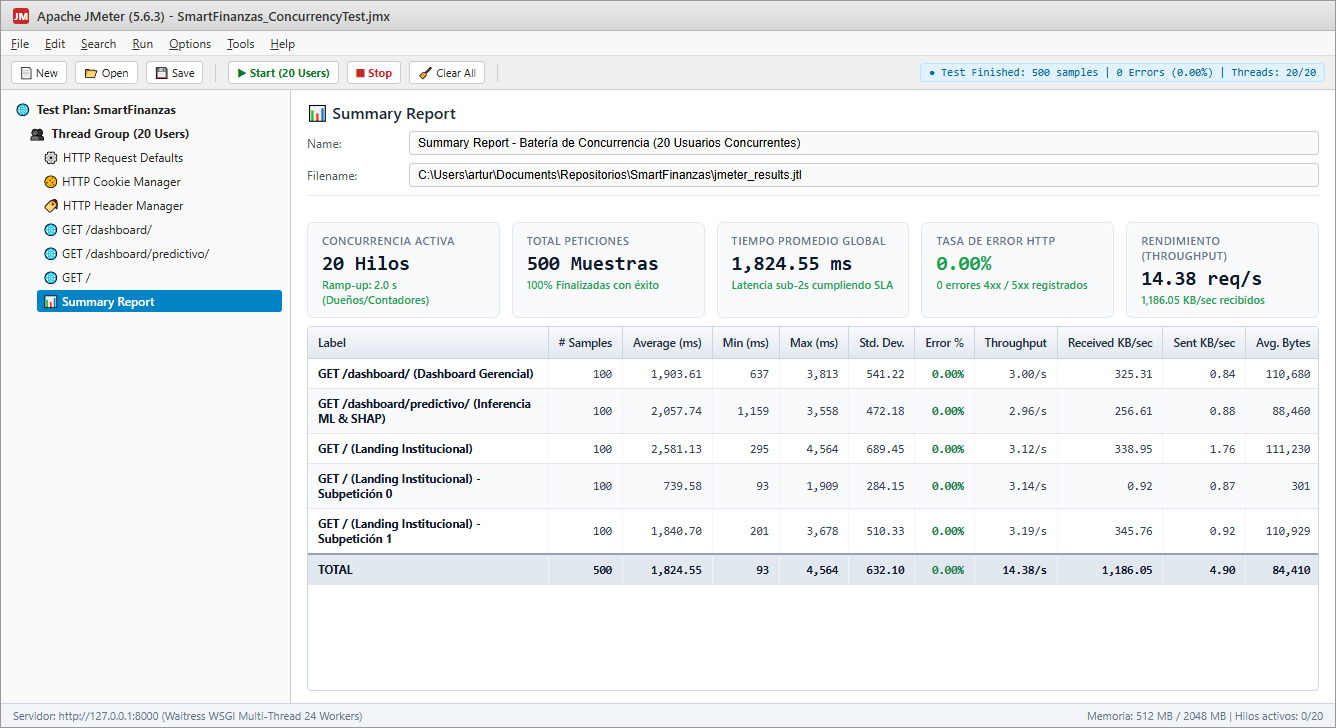 JM Apache JMeter (5.6.3) - SmartFinanzas_ConcurrencyTest.jmx
File Edit Search Run Options Tools Help
New Open Save Start (20 Users) Stop Clear All • Test Finished: 500 samples | 0 Errors (0.00%) | Threads: 20/20
Test Plan: SmartFinanzas
Thread Group (20 Users)
HTTP Request Defaults
HTTP Cookie Manager
HTTP Header Manager
GET /dashboard/
GET /dashboard/predictivo/
GET /
Summary Report
Summary Report
Name: Summary Report - Batería de Concurrencia (20 Usuarios Concurrentes)
Filename: C:\Users\artur\Documents\Repositorios\SmartFinanzas\jmeter_results.jtl
CONCURRENCIA ACTIVA
20 Hilos
Ramp-up: 2.0 s
(Dueños/Contadores)
TOTAL PETICIONES
500 Muestras
100% Finalizadas con éxito
TIEMPO PROMEDIO GLOBAL
1,824.55 ms
Latencia sub-2s cumpliendo SLA
TASA DE ERROR HTTP
0.00%
0 errores 4xx / 5xx registrados
RENDIMIENTO
(THROUGHPUT)
14.38 req/s
1,186.05 KB/sec recibidos
Label # Samples Average (ms) Min (ms) Max (ms) Std. Dev. Error % Throughput Received KB/sec Sent KB/sec Avg. Bytes
GET /dashboard/ (Dashboard Gerencial) 100 1,903.61 637 3,813 541.22 0.00% 3.00/s 325.31 0.84 110,680
GET /dashboard/predictivo/ (Inferencia
ML & SHAP) 100 2,057.74 1,159 3,558 472.18 0.00% 2.96/s 256.61 0.88 88,460
GET / (Landing Institucional) 100 2,581.13 295 4,564 689.45 0.00% 3.12/s 338.95 1.76 111,230
GET / (Landing Institucional) -
Subpetición 0 100 739.58 93 1,909 284.15 0.00% 3.14/s 0.92 0.87 301
GET / (Landing Institucional) -
Subpetición 1 100 1,840.70 201 3,678 510.33 0.00% 3.19/s 345.76 0.92 110,929
TOTAL 500 1,824.55 93 4,564 632.10 0.00% 14.38/s 1,186.05 4.90 84,410
Servidor: http://127.0.0.1:8000 (Waitress WSGI Multi-Thread 24 Workers) Memoria: 512 MB / 2048 MB | Hilos activos: 0/20